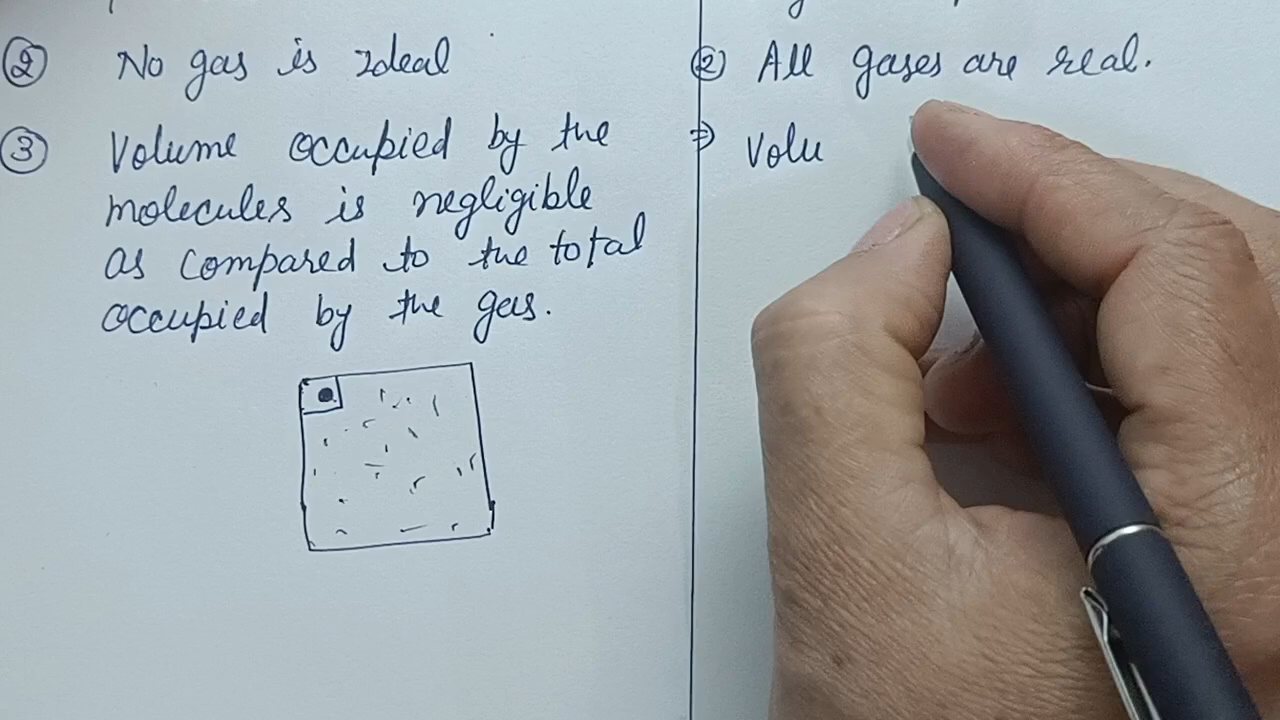 ② No gas is Ideal
③ Volume occupied by the
molecules is negligible
as compared to the total
occupied by the gas.
② All gases are real.
⇒ Volu